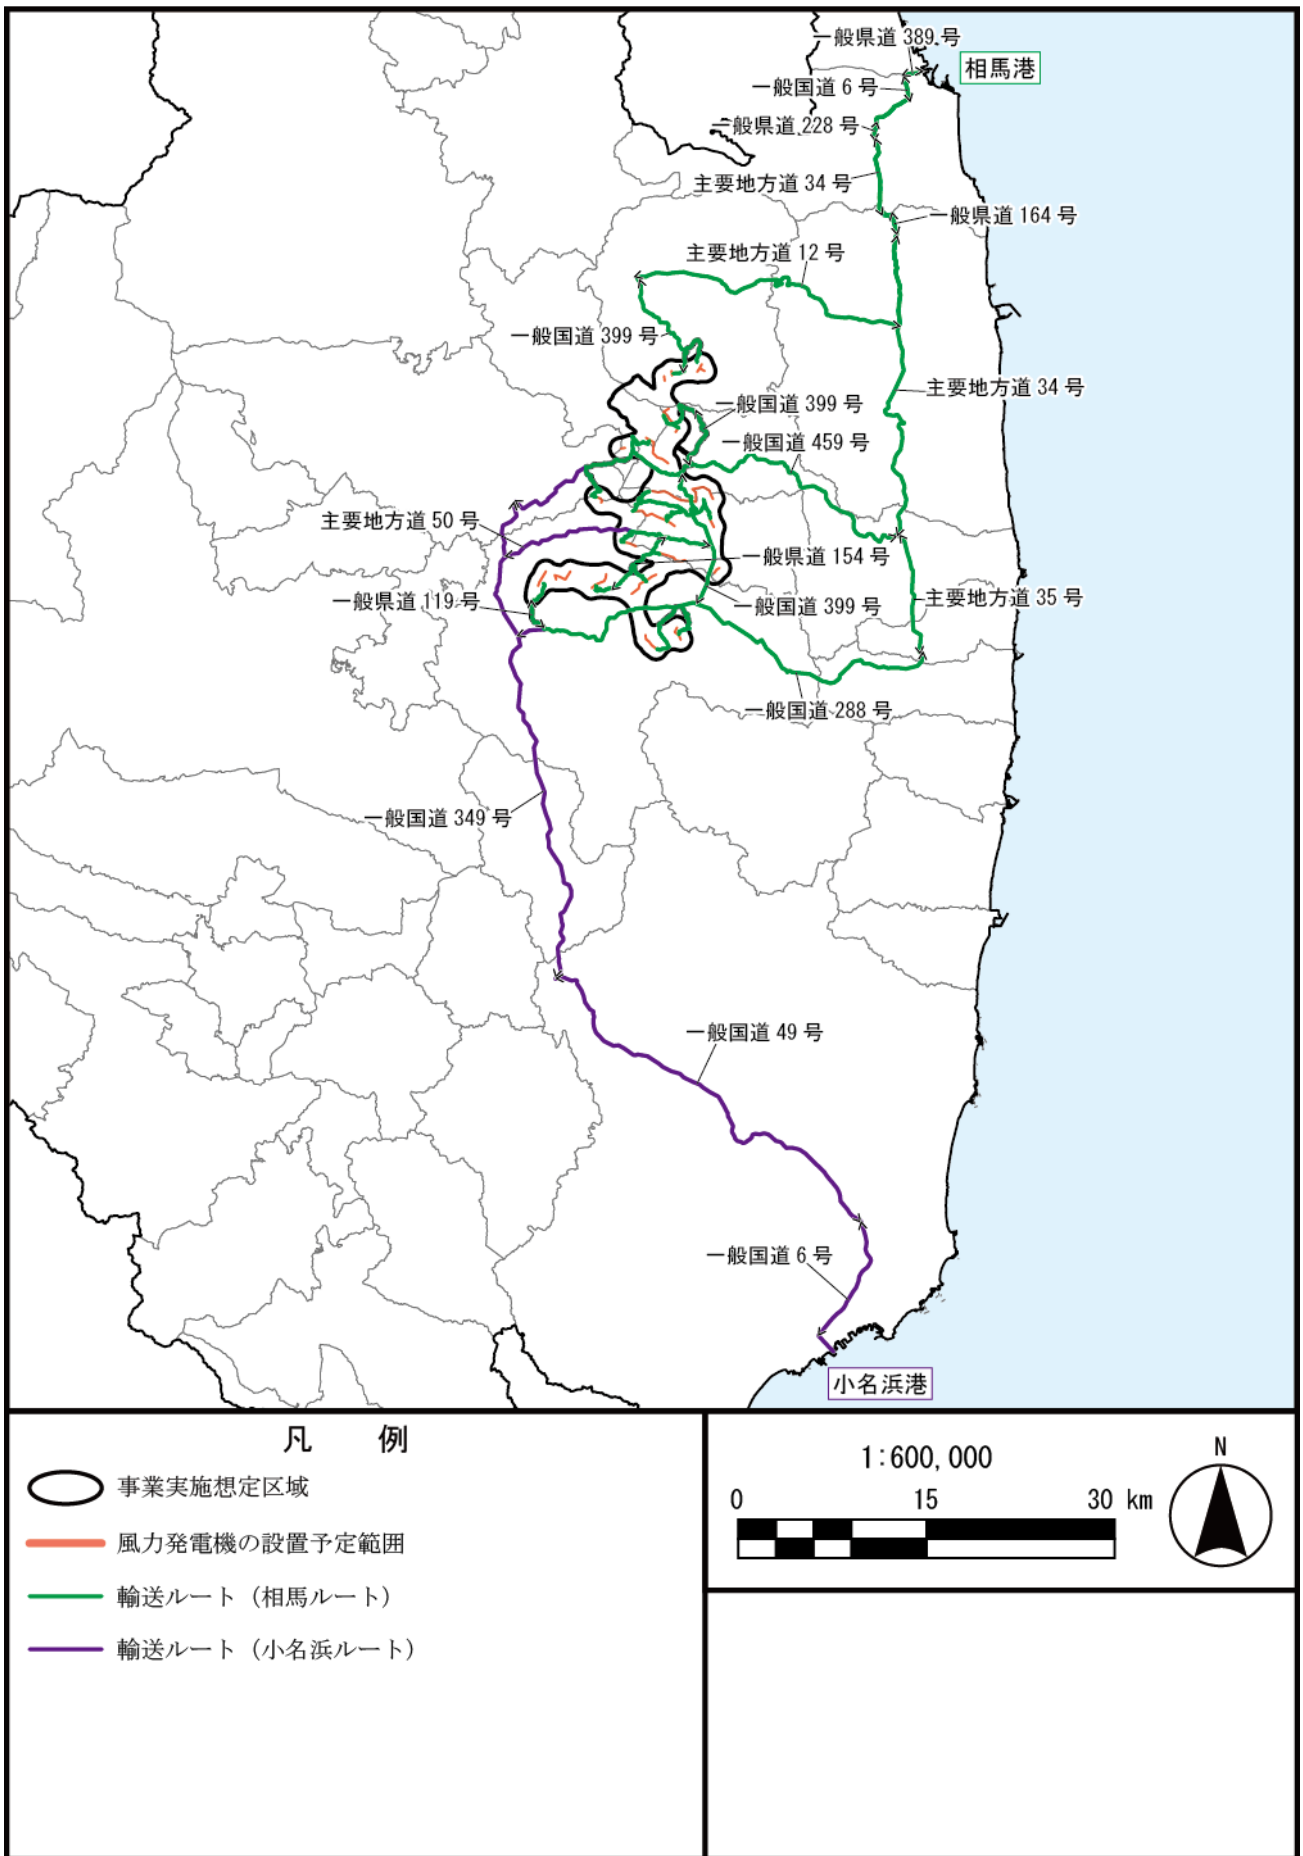 一般県道 389 号
相馬港
一般国道 6 号
一般県道 228 号
主要地方道 34 号
一般県道 164 号
主要地方道 12 号
一般国道 399 号
主要地方道 34 号
一般国道 399 号
一般国道 459 号
主要地方道 50 号
一般県道 154 号
一般県道 119 号
一般国道 399 号
主要地方道 35 号
一般国道 288 号
一般国道 349 号
一般国道 49 号
一般国道 6 号
小名浜港
凡 例
事業実施想定区域
風力発電機の設置予定範囲
輸送ルート（相馬ルート）
輸送ルート（小名浜ルート）
1:600,000
0 15 30 km
N